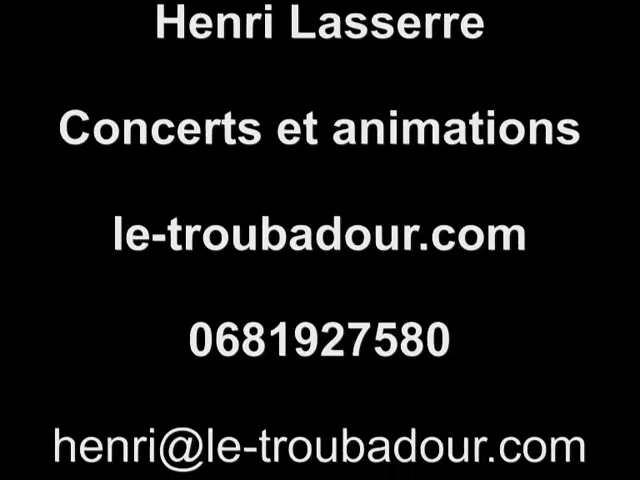 Henri Lasserre
Concerts et animations
le-troubadour.com
0681927580
henri@le-troubadour.com